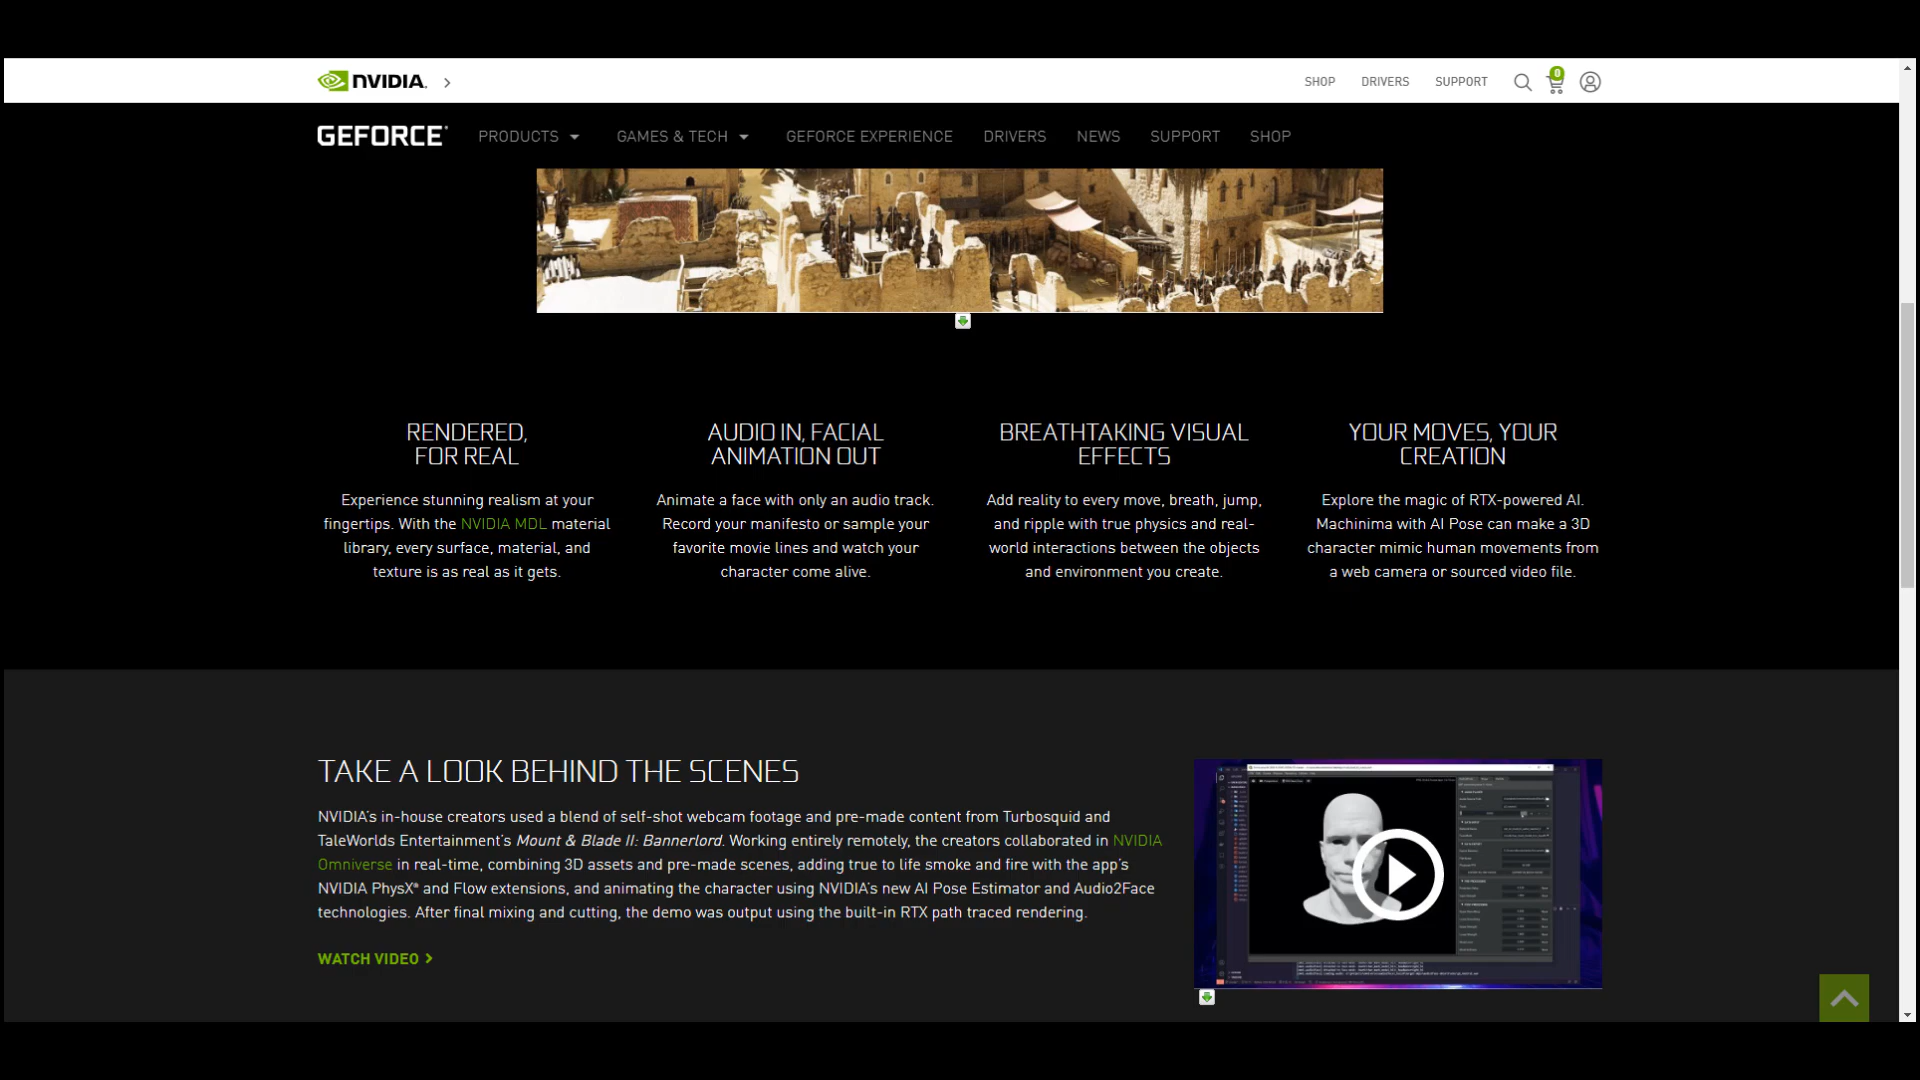 NVIDIA.
SHOP DRIVERS SUPPORT 0
GEFORCE PRODUCTS GAMES & TECH GEFORCE EXPERIENCE DRIVERS NEWS SUPPORT SHOP
RENDERED,
FOR REAL
Experience stunning realism at your
fingertips. With the NVIDIA MDL material
library, every surface, material, and
texture is as real as it gets.
AUDIO IN, FACIAL
ANIMATION OUT
Animate a face with only an audio track.
Record your manifesto or sample your
favorite movie lines and watch your
character come alive.
BREATHTAKING VISUAL
EFFECTS
Add reality to every move, breath, jump,
and ripple with true physics and real-
world interactions between the objects
and environment you create.
YOUR MOVES, YOUR
CREATION
Explore the magic of RTX-powered AI.
Machinima with AI Pose can make a 3D
character mimic human movements from
a web camera or sourced video file.
TAKE A LOOK BEHIND THE SCENES
NVIDIA's in-house creators used a blend of self-shot webcam footage and pre-made content from Turbosquid and
TaleWorlds Entertainment's Mount & Blade II: Bannerlord. Working entirely remotely, the creators collaborated in NVIDIA
Omniverse in real-time, combining 3D assets and pre-made scenes, adding true to life smoke and fire with the app's
NVIDIA PhysX® and Flow extensions, and animating the character using NVIDIA's new AI Pose Estimator and Audio2Face
technologies. After final mixing and cutting, the demo was output using the built-in RTX path traced rendering.
WATCH VIDEO